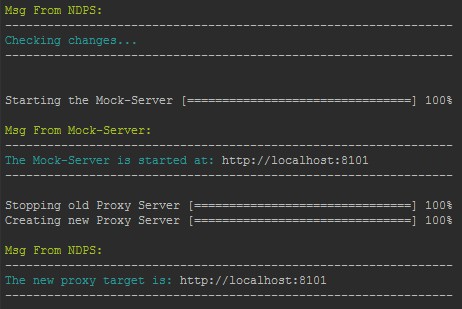 Msg From NDPS:
----------------------------------------------------------------
Checking changes...
----------------------------------------------------------------
Starting the Mock-Server [================================] 100%
Msg From Mock-Server:
----------------------------------------------------------------
The Mock-Server is started at: http://localhost:8101
----------------------------------------------------------------
Stopping old Proxy Server [===============================] 100%
Creating new Proxy Server [===============================] 100%
Msg From NDPS:
----------------------------------------------------------------
The new proxy target is: http://localhost:8101
----------------------------------------------------------------